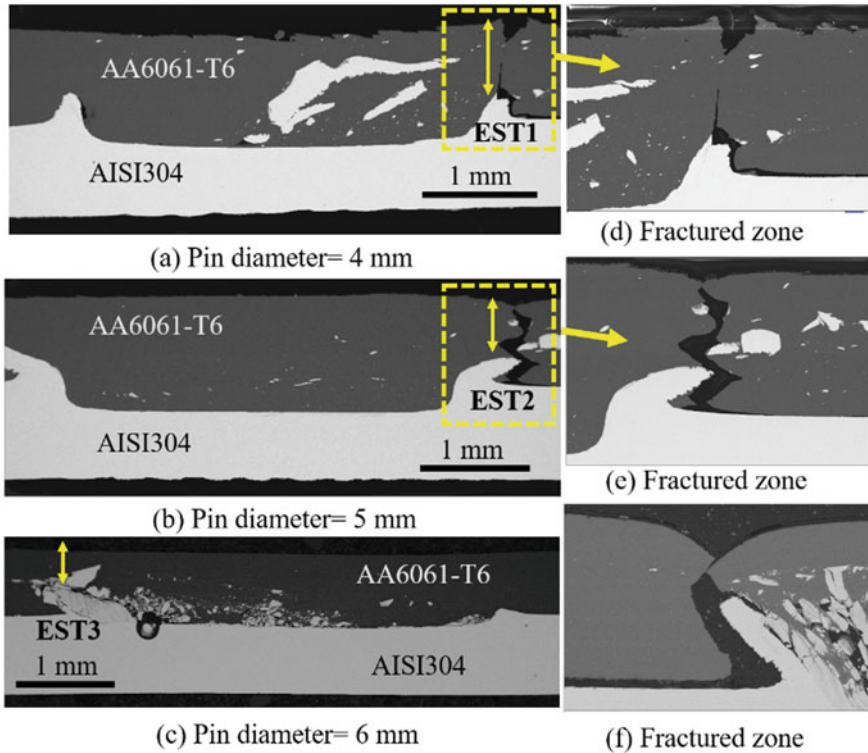 AA6061-T6
EST1
AISI304
1 mm
(a) Pin diameter= 4 mm
(d) Fractured zone
AA6061-T6
EST2
AISI304
1 mm
(b) Pin diameter= 5 mm
(e) Fractured zone
AA6061-T6
EST3
1 mm
AISI304
(c) Pin diameter= 6 mm
(f) Fractured zone